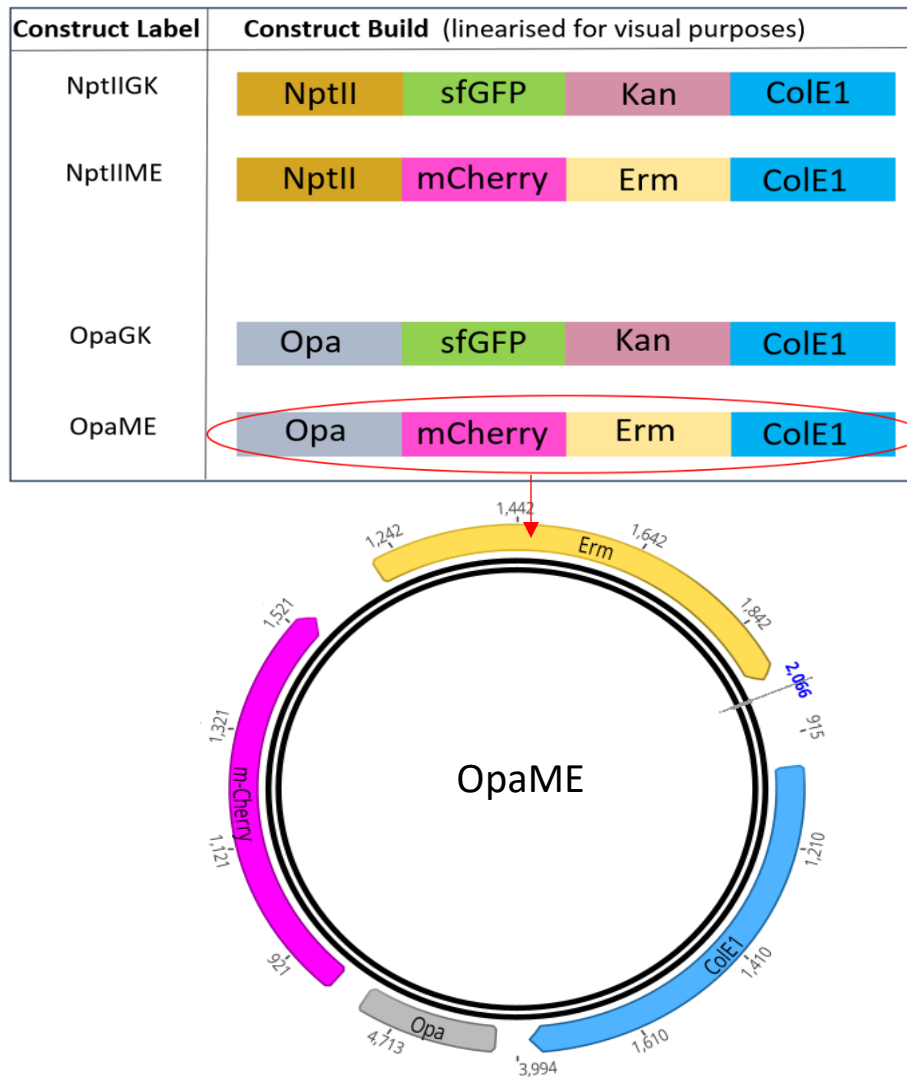 Construct Label Construct Build (linearised for visual purposes)
NptIIGK NptII sfGFP Kan ColE1
NptIIME NptII mCherry Erm ColE1
OpaGK Opa sfGFP Kan ColE1
OpaME Opa mCherry Erm ColE1
1,442
1,242
Erm
1,642
1,521
1,842
2,066
915
1,321
m-Cherry
OpaME
1,121
1,210
921
ColE1
1,410
Opa
4,713
1,610
3,994